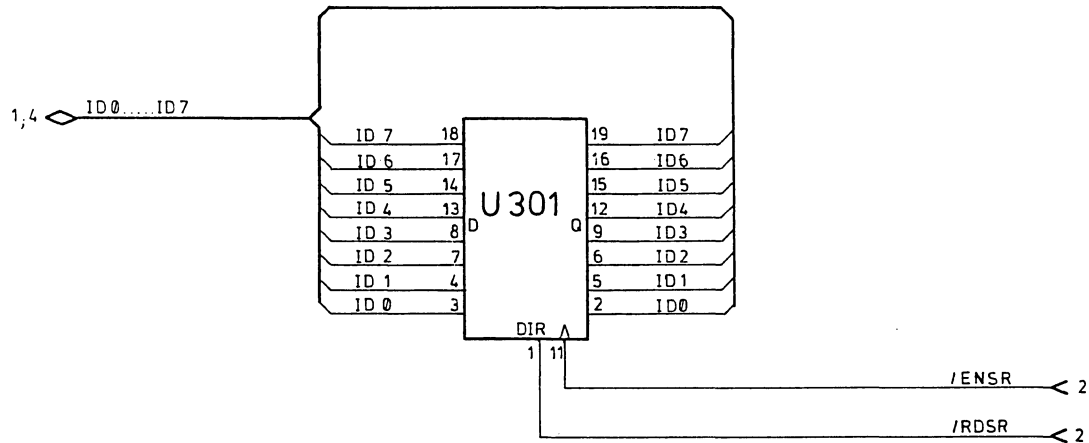 1,4 ID0.....ID7
ID 7 18 19 ID7
ID 6 17 16 ID6
ID 5 14 15 ID5
U301
ID 4 13 12 ID4
D Q
ID 3 8 9 ID3
ID 2 7 6 ID2
ID 1 4 5 ID1
ID 0 3 2 ID0
DIR
1 11
/ENSR 2
/RDSR 2